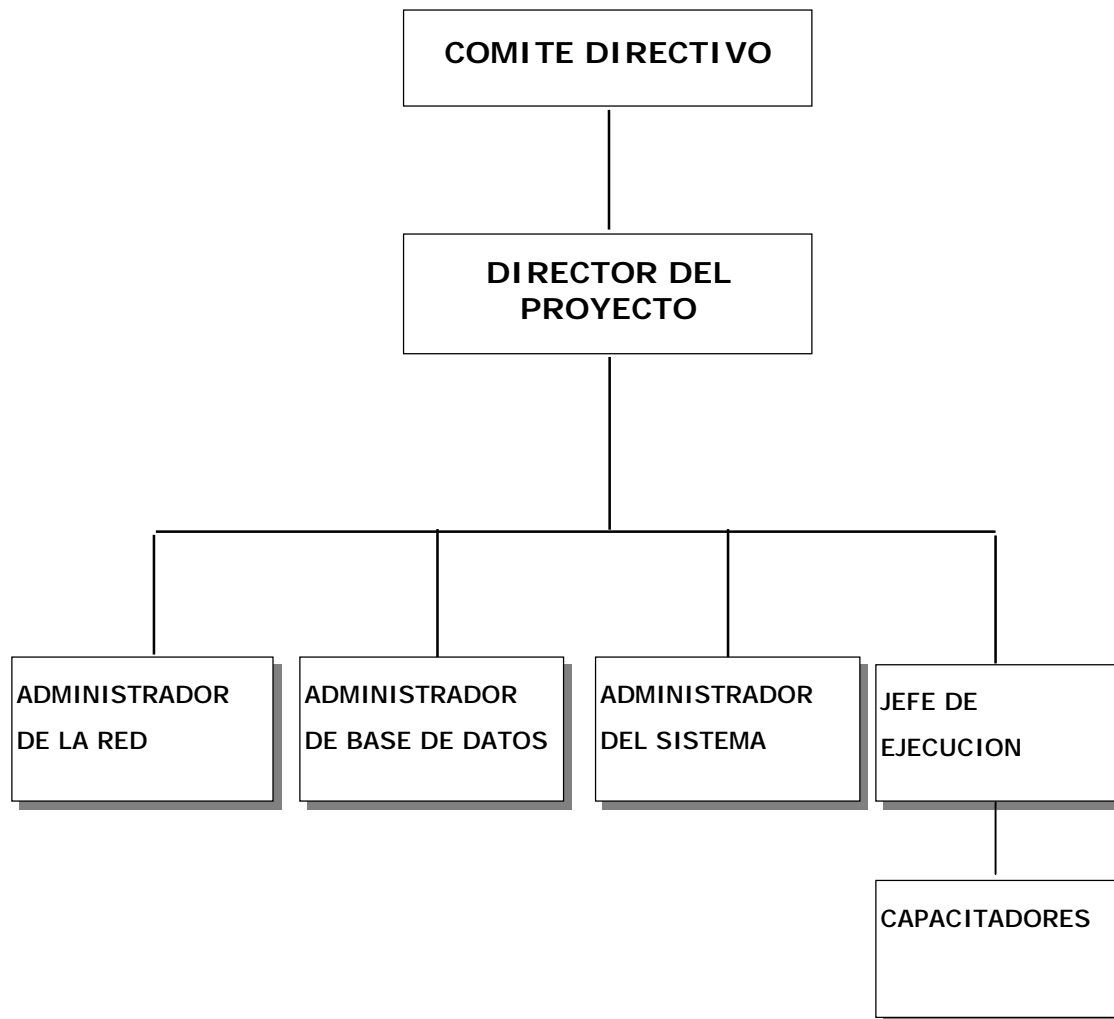 COMITE DIRECTIVO
DIRECTOR DEL
PROYECTO
ADMINISTRADOR
DE LA RED
ADMINISTRADOR
DE BASE DE DATOS
ADMINISTRADOR
DEL SISTEMA
JEFE DE
EJECUCION
CAPACITADORES